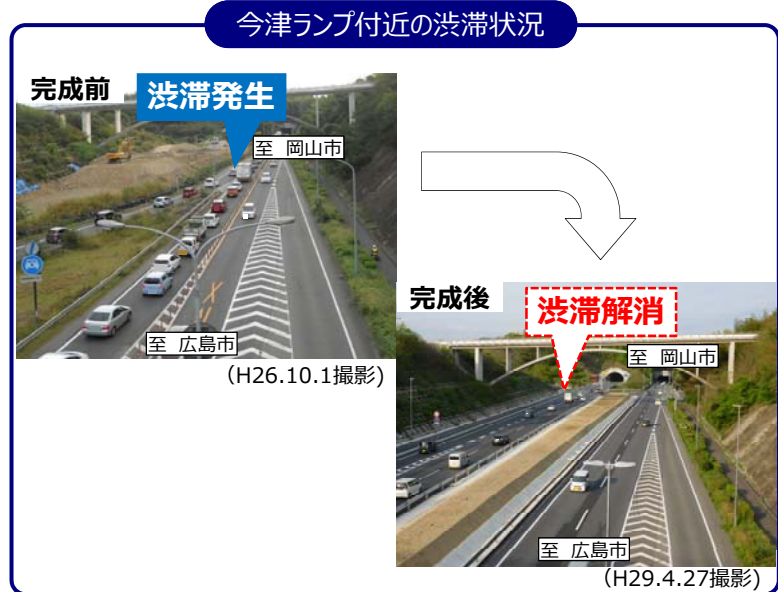 今津ランプ付近の渋滞状況
完成前
渋滞発生
至 岡山市
至 広島市
（H26.10.1撮影)
完成後
渋滞解消
至 岡山市
至 広島市
（H29.4.27撮影)